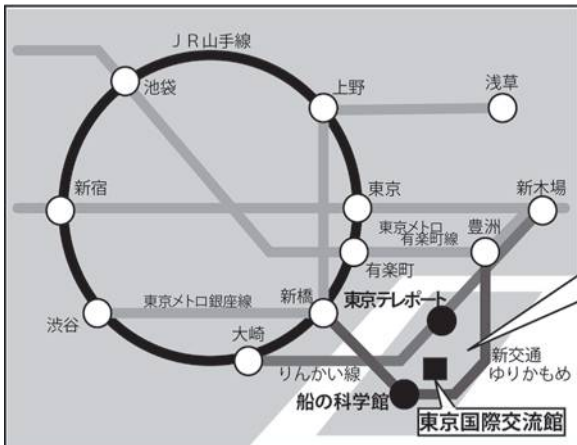 ＪＲ山手線
池袋
上野
浅草
新宿
東京
新木場
東京メトロ
有楽町線
豊洲
有楽町
東京メトロ銀座線
新橋
東京テレポート
渋谷
大崎
りんかい線
新交通
ゆりかもめ
船の科学館
東京国際交流館